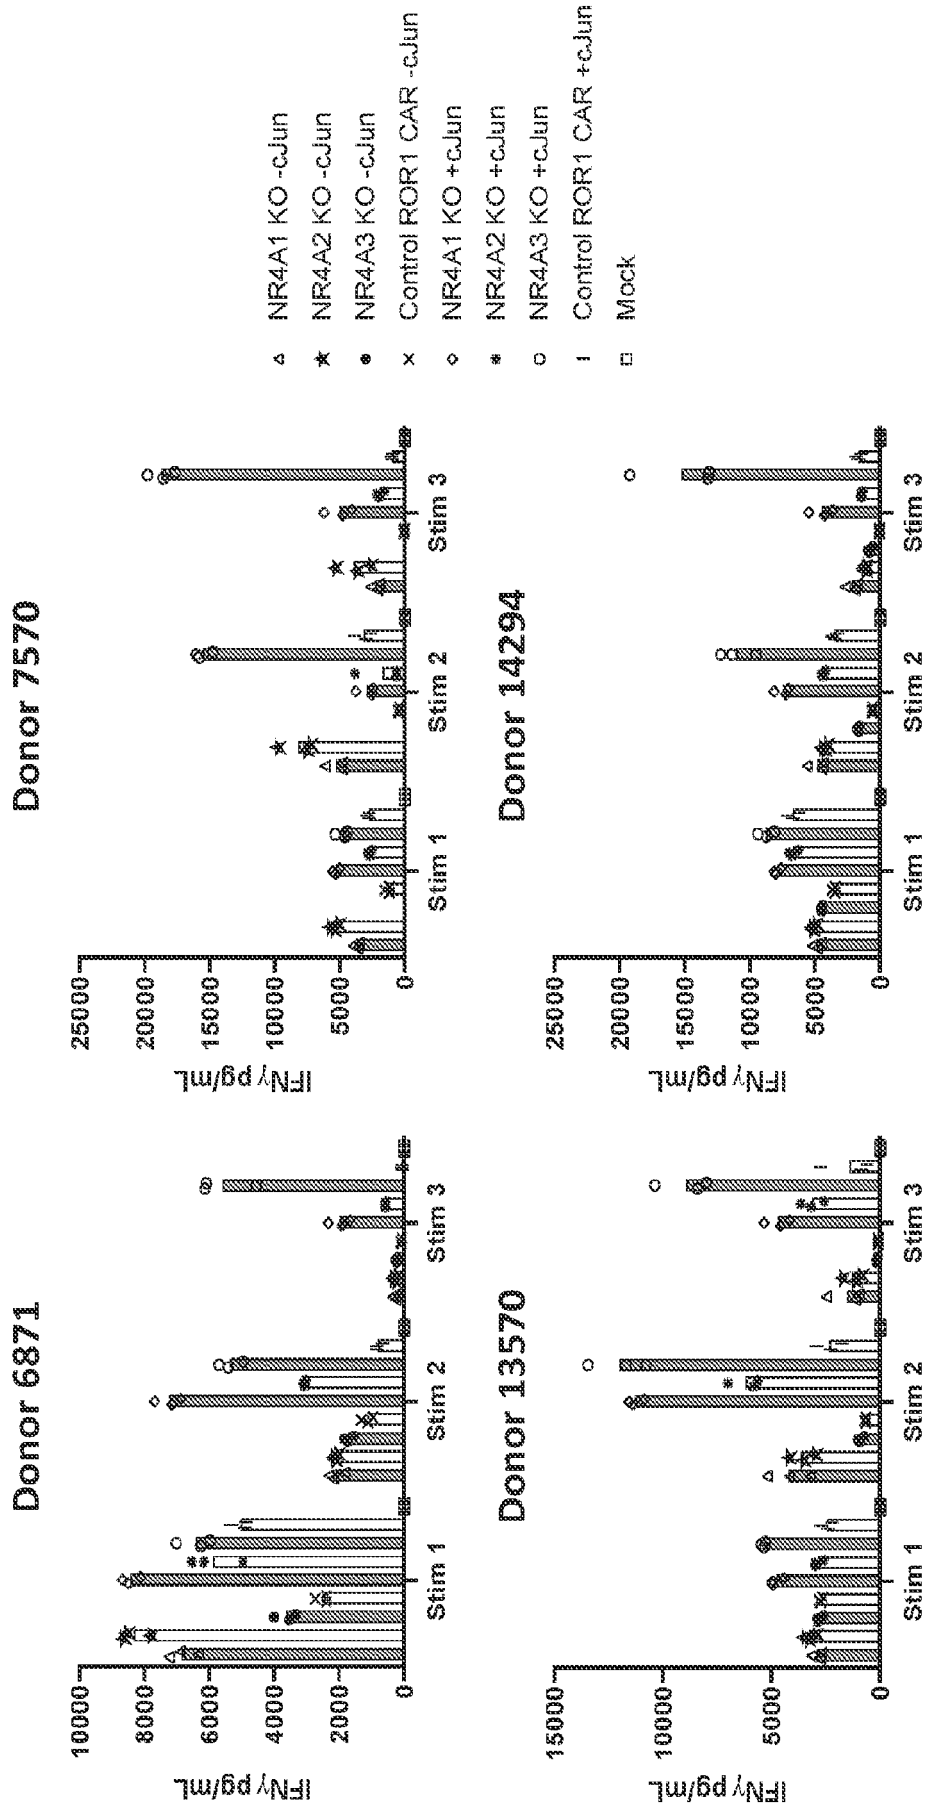 Donor 6871
IFNγ pg/mL
10000
8000
6000
4000
2000
0
Stim 1
Stim 2
Stim 3
Donor 7570
IFNγ pg/mL
25000
20000
15000
10000
5000
0
Stim 1
Stim 2
Stim 3
Donor 13570
IFNγ pg/mL
15000
10000
5000
0
Stim 1
Stim 2
Stim 3
Donor 14294
IFNγ pg/mL
25000
20000
15000
10000
5000
0
Stim 1
Stim 2
Stim 3
NR4A1 KO -cJun
NR4A2 KO -cJun
NR4A3 KO -cJun
Control ROR1 CAR -cJun
NR4A1 KO +cJun
NR4A2 KO +cJun
NR4A3 KO +cJun
Control ROR1 CAR +cJun
Mock